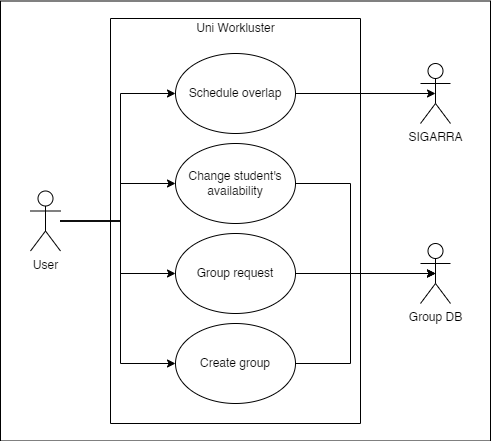 Uni Workluster
Schedule overlap
SIGARRA
Change student's
availability
User
Group request
Group DB
Create group